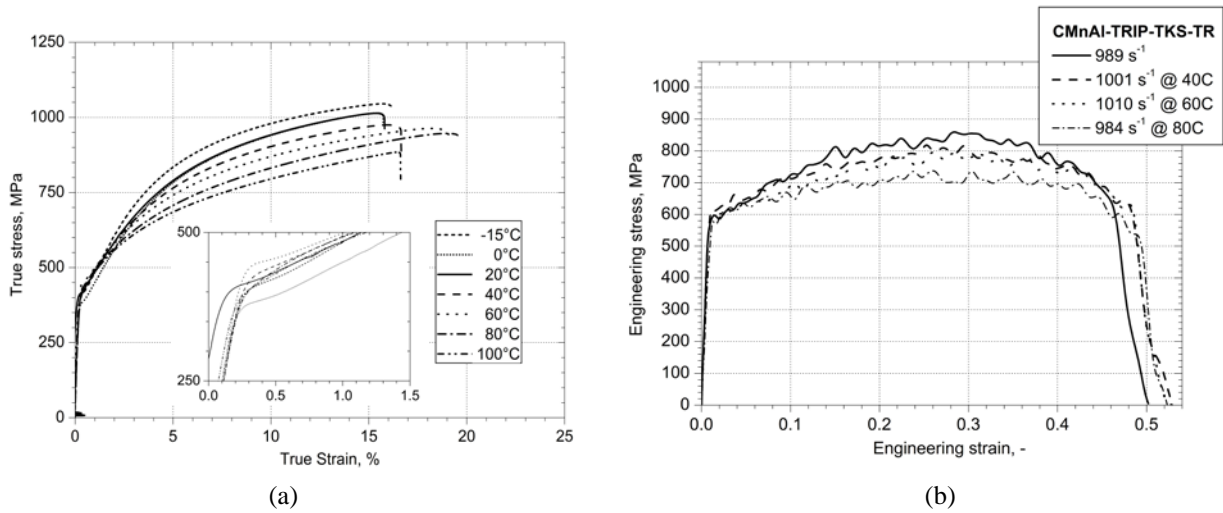 1250
1000
750
500
250
0
True stress, MPa
0
5
10
15
20
25
True Strain, %
500
250
0.0
0.5
1.0
1.5
-15°C
0°C
20°C
40°C
60°C
80°C
100°C
(a)
CMnAl-TRIP-TKS-TR
989 s⁻¹
1001 s⁻¹ @ 40C
1010 s⁻¹ @ 60C
984 s⁻¹ @ 80C
1000
900
800
700
600
500
400
300
200
100
0
Engineering stress, MPa
0.0
0.1
0.2
0.3
0.4
0.5
Engineering strain, -
(b)